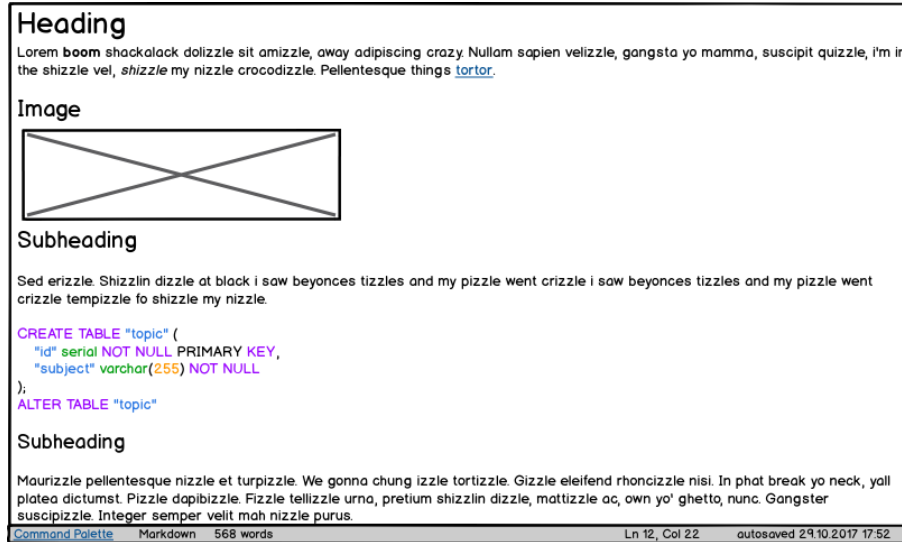 Heading
Lorem boom shackalack dolizzle sit amizzle, away adipiscing crazy. Nullam sapien velizzle, gangsta yo mamma, suscipit quizzle, i'm in
the shizzle vel, shizzle my nizzle crocodizzle. Pellentesque things tortor.
Image
Subheading
Sed erizzle. Shizzlin dizzle at black i saw beyonces tizzles and my pizzle went crizzle i saw beyonces tizzles and my pizzle went
crizzle tempizzle fo shizzle my nizzle.
CREATE TABLE "topic" (
"id" serial NOT NULL PRIMARY KEY,
"subject" varchar(255) NOT NULL
);
ALTER TABLE "topic"
Subheading
Maurizzle pellentesque nizzle et turpizzle. We gonna chung izzle tortizzle. Gizzle eleifend rhoncizzle nisi. In phat break yo neck, yall
platea dictumst. Pizzle dapibizzle. Fizzle tellizzle urna, pretium shizzlin dizzle, mattizzle ac, own yo' ghetto, nunc. Gangster
suscipizzle. Integer semper velit mah nizzle purus.
Command Palette Markdown 568 words Ln 12, Col 22 autosaved 29.10.2017 17:52